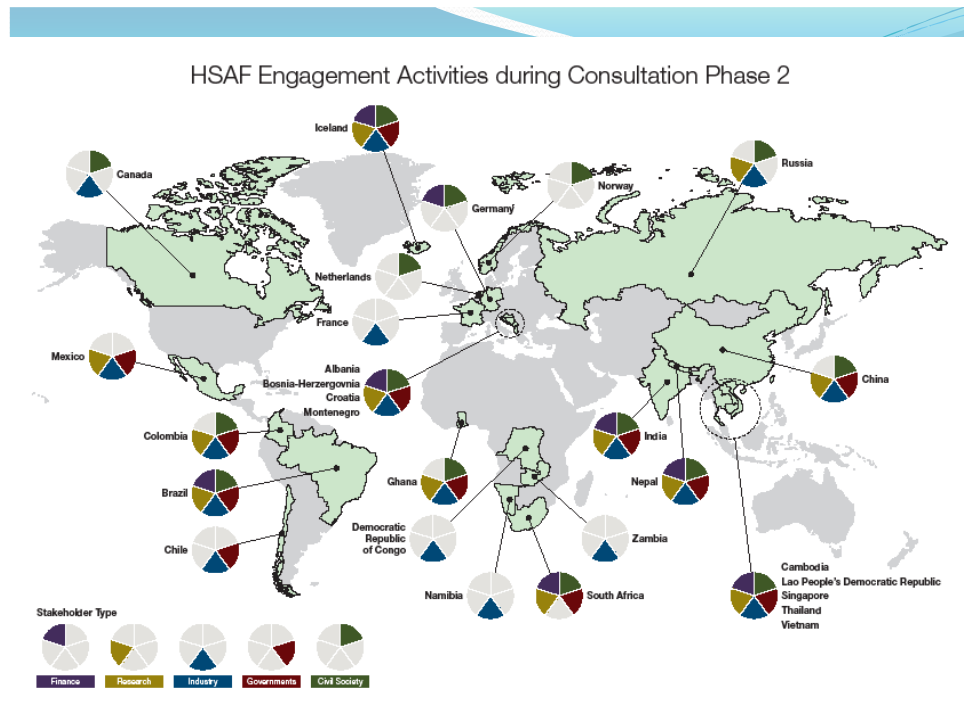 HSAF Engagement Activities during Consultation Phase 2
Iceland
Canada
Russia
Norway
Germany
Netherlands
France
Mexico
Albania
Bosnia-Herzergovnia
Croatia
Montenegro
China
Colombia
India
Ghana
Nepal
Brazil
Democratic
Republic
of Congo
Zambia
Chile
Namibia
South Africa
Cambodia
Lao People's Democratic Republic
Singapore
Thailand
Vietnam
Stakeholder Type
Finance
Research
Industry
Governments
Civil Society